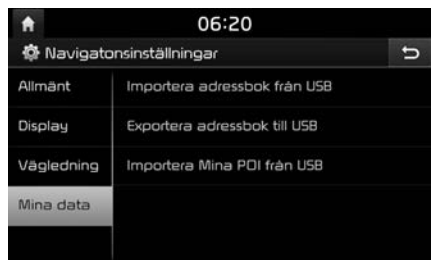 06:20
Navigatonsinställningar
Allmänt
Importera adressbok från USB
Display
Exportera adressbok till USB
Vägledning
Importera Mina POI från USB
Mina data